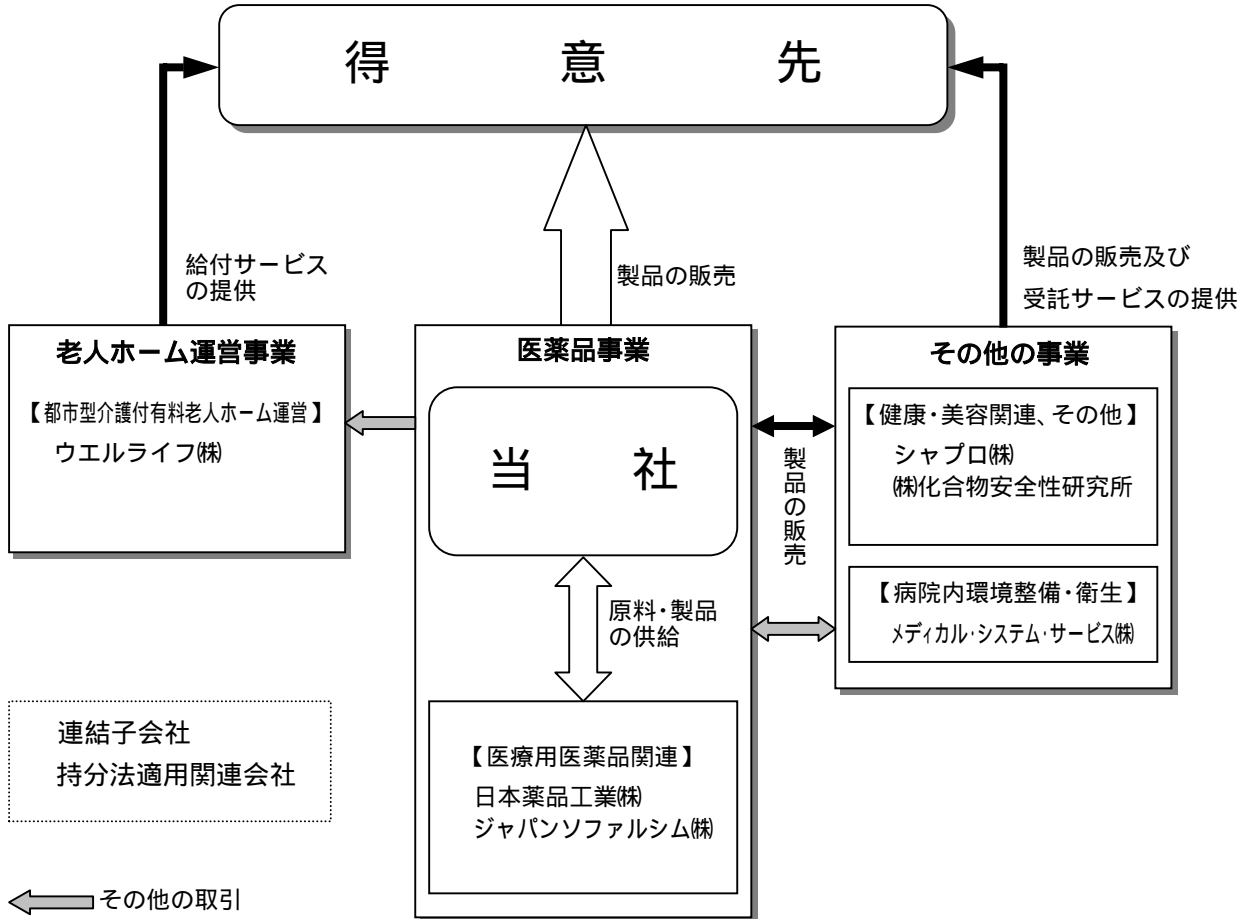 得 意 先
給付サービス
の提供
製品の販売
製品の販売及び
受託サービスの提供
老人ホーム運営事業
【都市型介護付有料老人ホーム運営】
ウエルライフ㈱
医薬品事業
当 社
原料・製品
の供給
【医療用医薬品関連】
日本薬品工業㈱
ジャパンソファルシム㈱
製品の販売
その他の事業
【健康・美容関連、その他】
シャプロ㈱
㈱化合物安全性研究所
【病院内環境整備・衛生】
メディカル・システム・サービス㈱
連結子会社
持分法適用関連会社
その他の取引